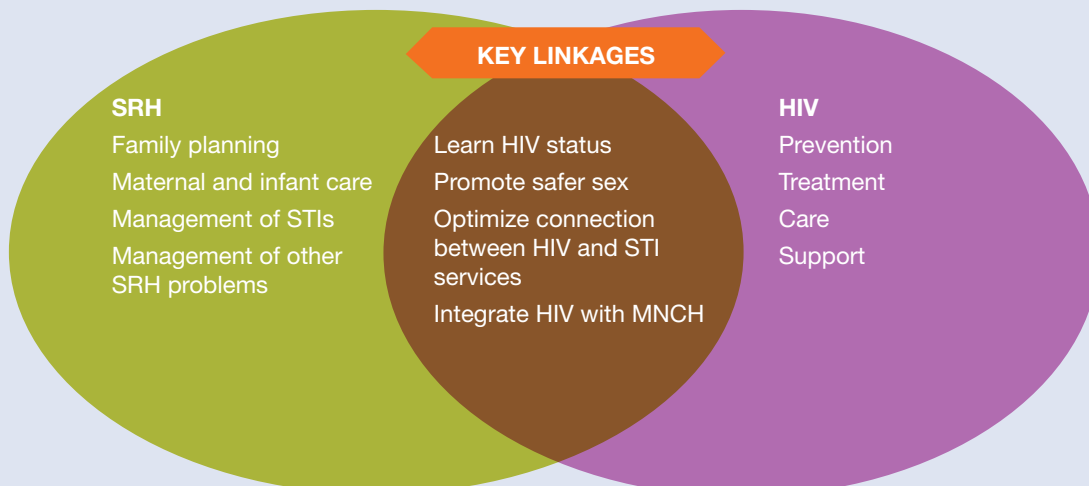 KEY LINKAGES
SRH
Family planning
Maternal and infant care
Management of STIs
Management of other
SRH problems
Learn HIV status
Promote safer sex
Optimize connection
between HIV and STI
services
Integrate HIV with MNCH
HIV
Prevention
Treatment
Care
Support